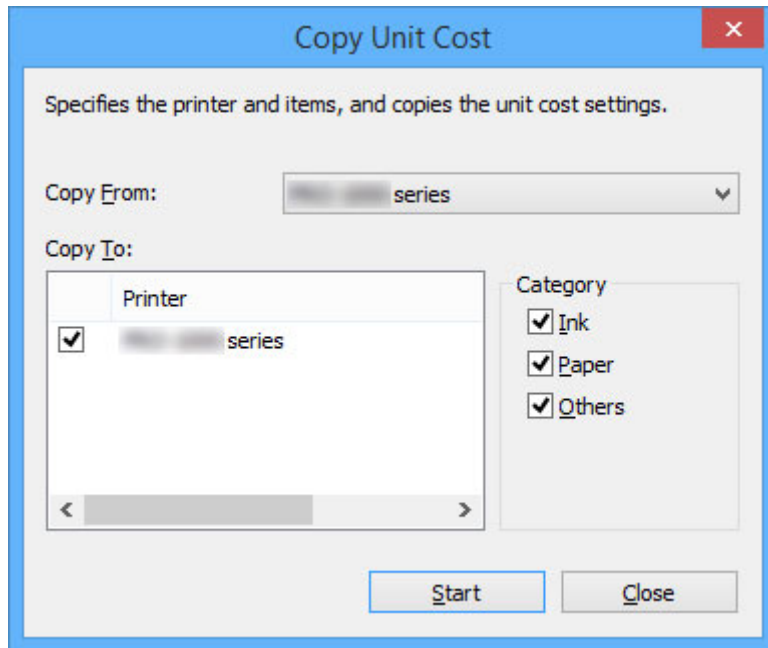 Copy Unit Cost
Specifies the printer and items, and copies the unit cost settings.
Copy From:
series
Copy To:
Printer
series
Category
Ink
Paper
Others
Start
Close